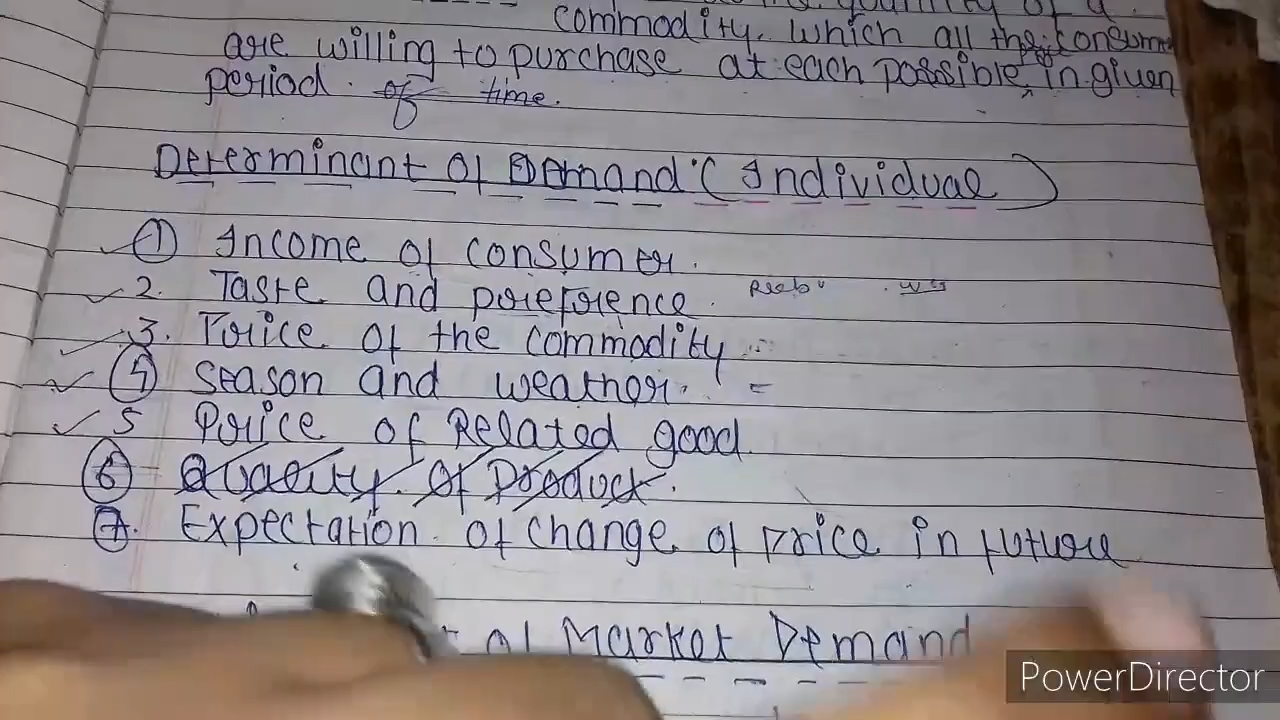 quantity of a
commodity. which all the consum
are willing to purchase at each possible in given
period of time.
Determinant of Demand (Individual)
1 Income of consumer.
2. Taste and preference.
3. Price of the commodity
4 Season and weather.
5 Price of Related good
6 Quality of Product.
7. Expectation of change of Price in future
of Market Demand
PowerDirector